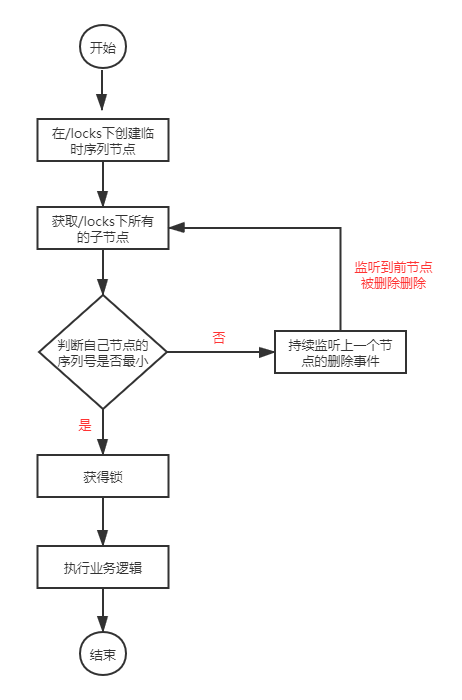 开始
在/locks下创建临
时序列节点
获取/locks下所有
的子节点
监听到前节点
被删除删除
判断自己节点的
序列号是否最小
否
持续监听上一个节
点的删除事件
是
获得锁
执行业务逻辑
结束